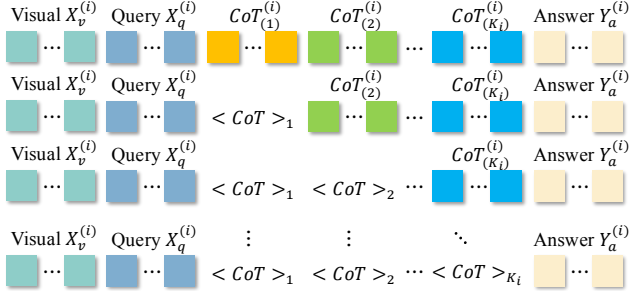 Visual $X_v^{(i)}$ Query $X_q^{(i)}$ $CoT_{(1)}^{(i)}$ $CoT_{(2)}^{(i)}$ $CoT_{(K_i)}^{(i)}$ Answer $Y_a^{(i)}$
... ... ... ... ... ... ...
Visual $X_v^{(i)}$ Query $X_q^{(i)}$ $CoT_{(2)}^{(i)}$ $CoT_{(K_i)}^{(i)}$ Answer $Y_a^{(i)}$
... ... $< CoT >_1$ ... ... ... ...
Visual $X_v^{(i)}$ Query $X_q^{(i)}$ $CoT_{(K_i)}^{(i)}$ Answer $Y_a^{(i)}$
... ... $< CoT >_1$ $< CoT >_2$ ... ... ...
Visual $X_v^{(i)}$ Query $X_q^{(i)}$ ⋮ ⋮ ⋱ Answer $Y_a^{(i)}$
... ... $< CoT >_1$ $< CoT >_2$ ... $< CoT >_{K_i}$ ...